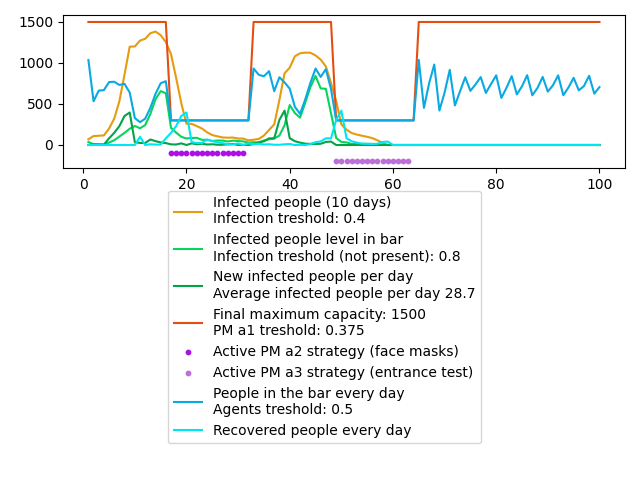 1500
1000
500
0
0 20 40 60 80 100
Infected people (10 days)
Infection treshold: 0.4
Infected people level in bar
Infection treshold (not present): 0.8
New infected people per day
Average infected people per day 28.7
Final maximum capacity: 1500
PM a1 treshold: 0.375
Active PM a2 strategy (face masks)
Active PM a3 strategy (entrance test)
People in the bar every day
Agents treshold: 0.5
Recovered people every day